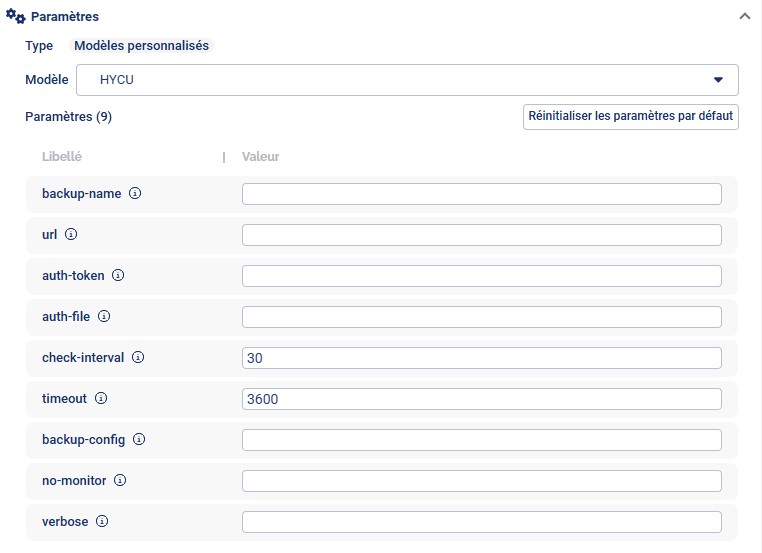 Paramètres
Type Modèles personnalisés
Modèle HYCU
Paramètres (9) Réinitialiser les paramètres par défaut
Libellé | Valeur
backup-name
url
auth-token
auth-file
check-interval 30
timeout 3600
backup-config
no-monitor
verbose